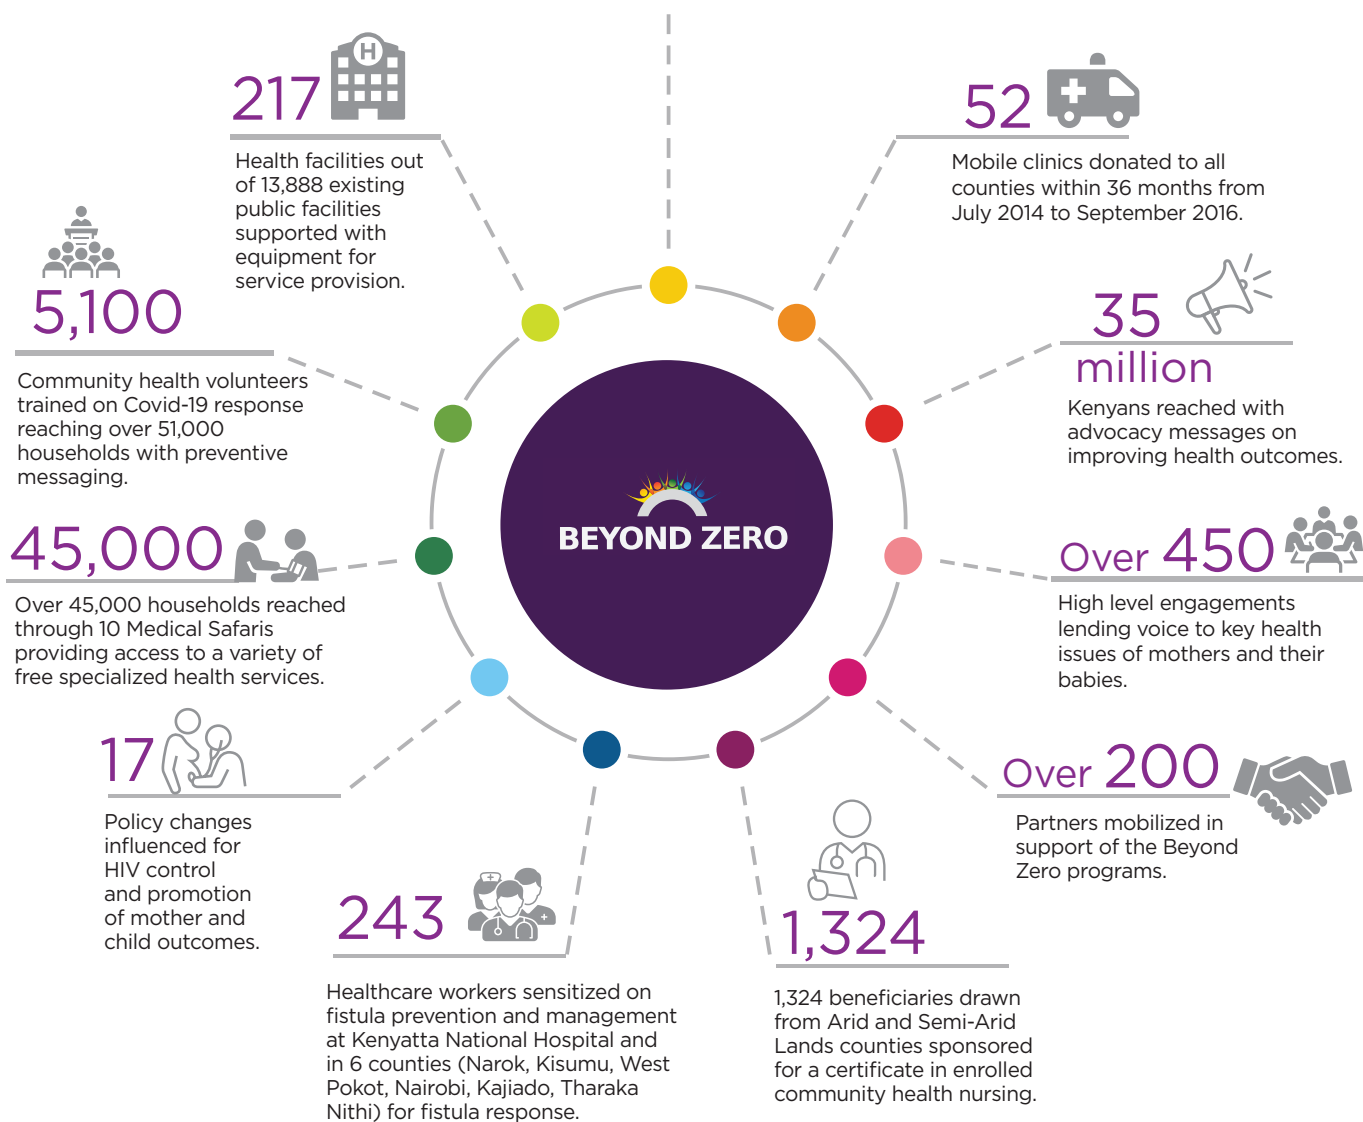 H
217
Health facilities out
of 13,888 existing
public facilities
supported with
equipment for
service provision.
52
Mobile clinics donated to all
counties within 36 months from
July 2014 to September 2016.
5,100
Community health volunteers
trained on Covid-19 response
reaching over 51,000
households with preventive
messaging.
35
million
Kenyans reached with
advocacy messages on
improving health outcomes.
BEYOND ZERO
45,000
Over 45,000 households reached
through 10 Medical Safaris
providing access to a variety of
free specialized health services.
Over 450
High level engagements
lending voice to key health
issues of mothers and their
babies.
17
Policy changes
influenced for
HIV control
and promotion
of mother and
child outcomes.
Over 200
Partners mobilized in
support of the Beyond
Zero programs.
243
Healthcare workers sensitized on
fistula prevention and management
at Kenyatta National Hospital and
in 6 counties (Narok, Kisumu, West
Pokot, Nairobi, Kajiado, Tharaka
Nithi) for fistula response.
1,324
1,324 beneficiaries drawn
from Arid and Semi-Arid
Lands counties sponsored
for a certificate in enrolled
community health nursing.